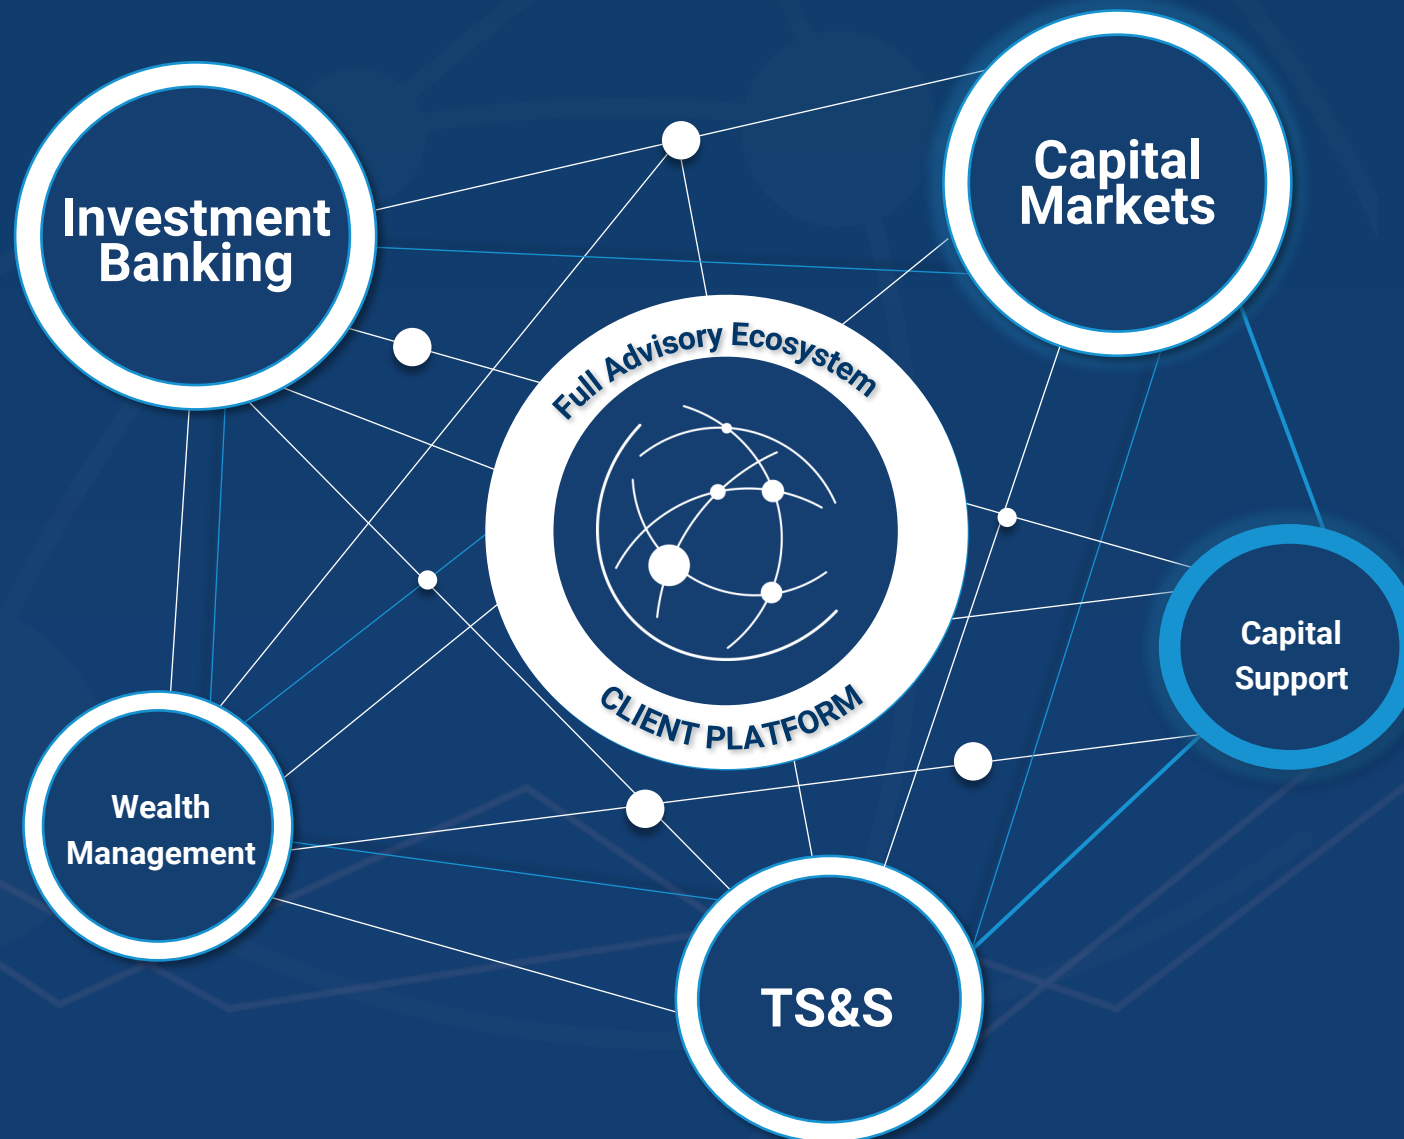 Investment
Banking
Capital
Markets
Full Advisory Ecosystem
CLIENT PLATFORM
Capital
Support
Wealth
Management
TS&S